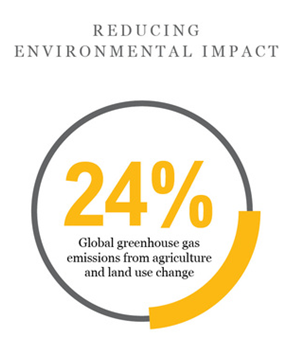 REDUCING
ENVIRONMENTAL IMPACT
24%
Global greenhouse gas
emissions from agriculture
and land use change